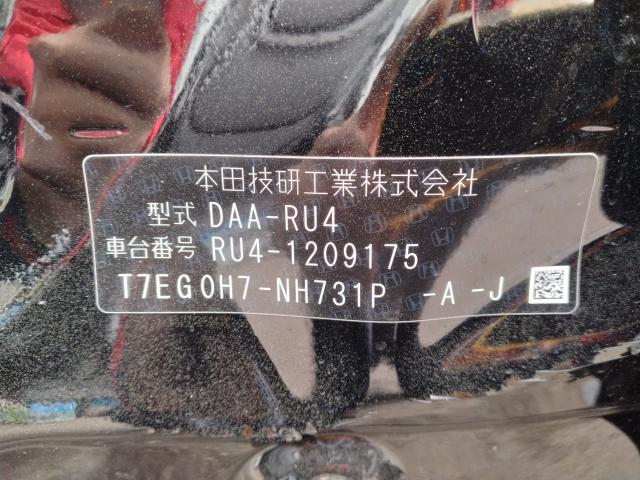 本田技研工業株式会社
型式 DAA-RU4
車台番号 RU4-1209175
T7EG0H7-NH731P -A -J